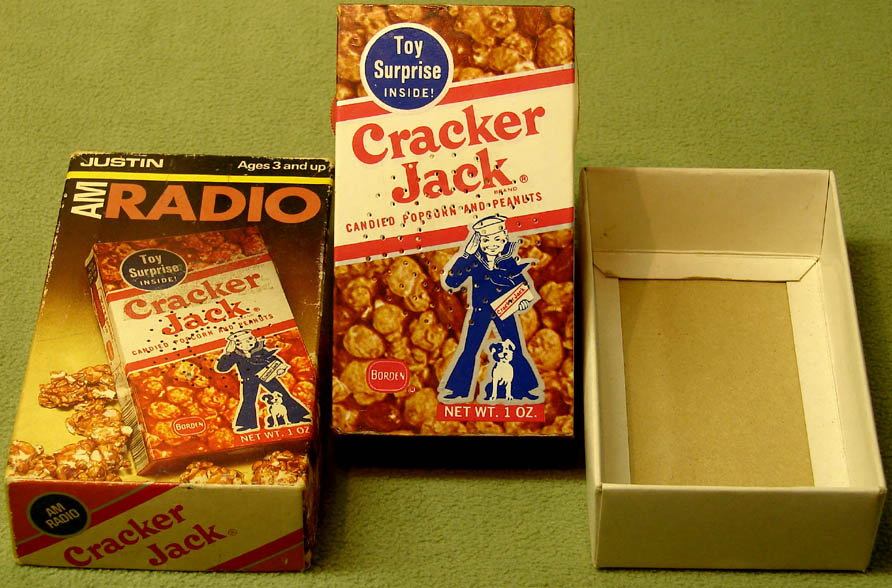 JUSTIN Ages 3 and up
AM RADIO
Toy
Surprise
INSIDE!
Cracker
Jack®
CANDIED POPCORN AND PEANUTS
BORDEN
NET WT. 1 OZ
AM
RADIO
Cracker
Jack®
Toy
Surprise
INSIDE!
Cracker
Jack®
BRAND
CANDIED POPCORN AND PEANUTS
Cracker Jack
BORDEN
NET WT. 1 OZ.